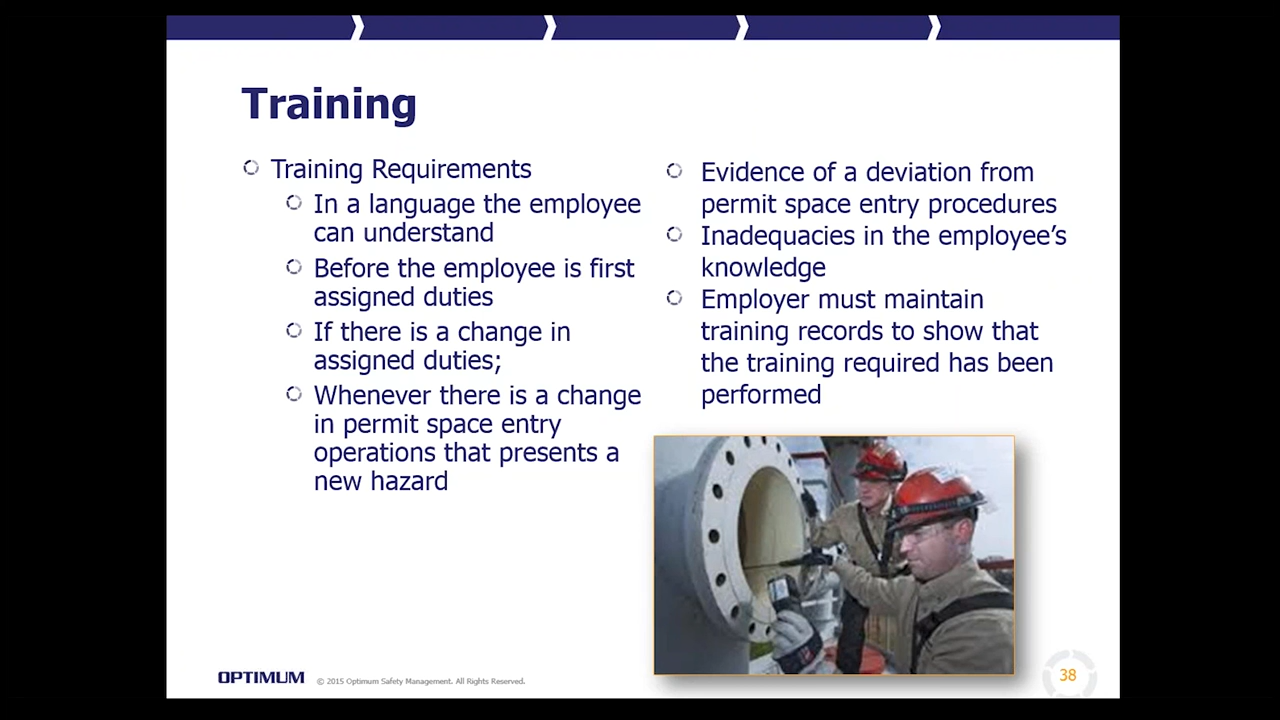 Training
Training Requirements
In a language the employee
can understand
Before the employee is first
assigned duties
If there is a change in
assigned duties;
Whenever there is a change
in permit space entry
operations that presents a
new hazard
Evidence of a deviation from
permit space entry procedures
Inadequacies in the employee’s
knowledge
Employer must maintain
training records to show that
the training required has been
performed
OPTIMUM
© 2015 Optimum Safety Management. All Rights Reserved.
38